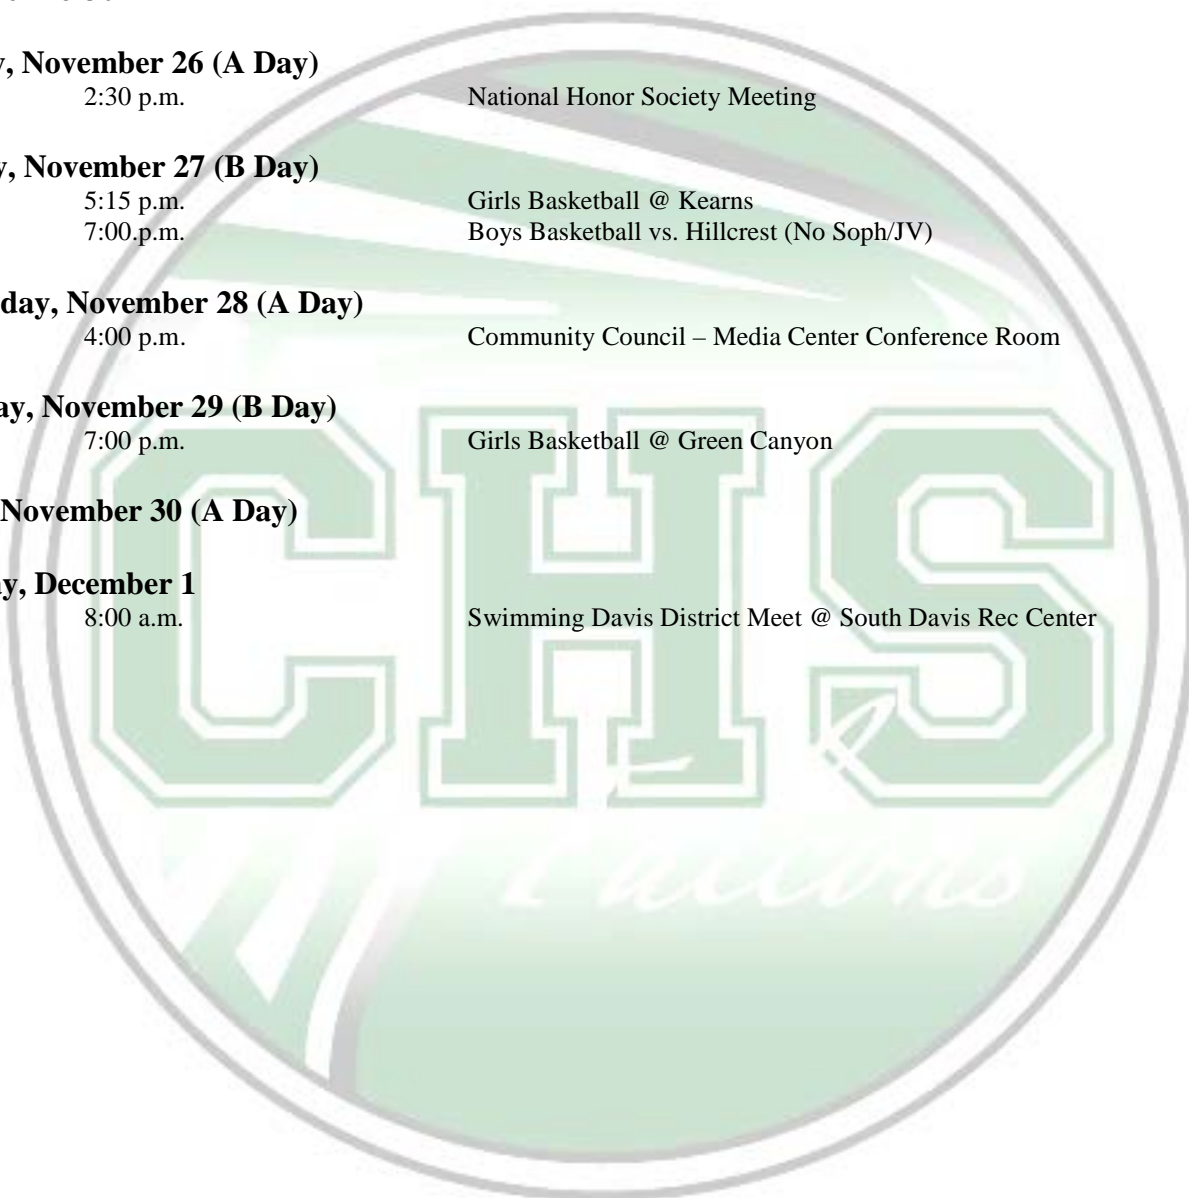 y, November 26 (A Day)
2:30 p.m. National Honor Society Meeting
y, November 27 (B Day)
5:15 p.m. Girls Basketball @ Kearns
7:00.p.m. Boys Basketball vs. Hillcrest (No Soph/JV)
day, November 28 (A Day)
4:00 p.m. Community Council – Media Center Conference Room
ay, November 29 (B Day)
7:00 p.m. Girls Basketball @ Green Canyon
November 30 (A Day)
ay, December 1
8:00 a.m. Swimming Davis District Meet @ South Davis Rec Center
CHS
Falcons